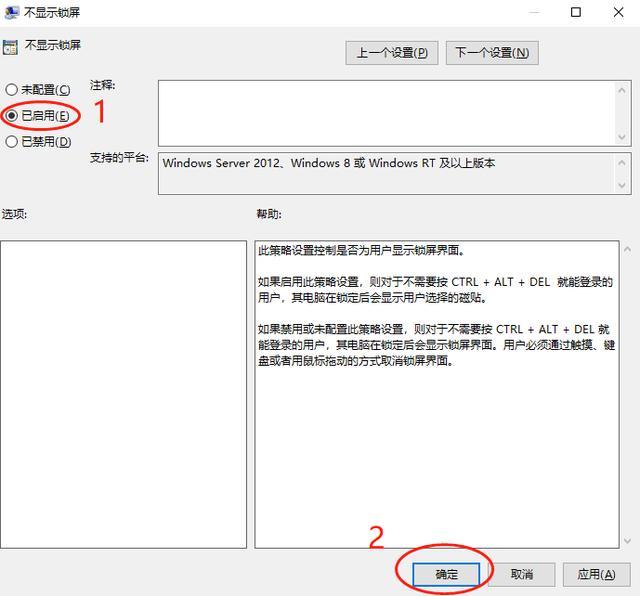 不显示锁屏
不显示锁屏
上一个设置(P)
下一个设置(N)
未配置(C)
注释:
已启用(E)
1
已禁用(D)
支持的平台:
Windows Server 2012、Windows 8 或 Windows RT 及以上版本
选项:
帮助:
此策略设置控制是否为用户显示锁屏界面。
如果启用此策略设置，则对于不需要按 CTRL + ALT + DEL 就能登录的
用户，其电脑在锁定后会显示用户选择的磁贴。
如果禁用或未配置此策略设置，则对于不需要按 CTRL + ALT + DEL 就
能登录的用户，其电脑在锁定后会显示锁屏界面。用户必须通过触摸、键
盘或者用鼠标拖动的方式取消锁屏界面。
2
确定
取消
应用(A)